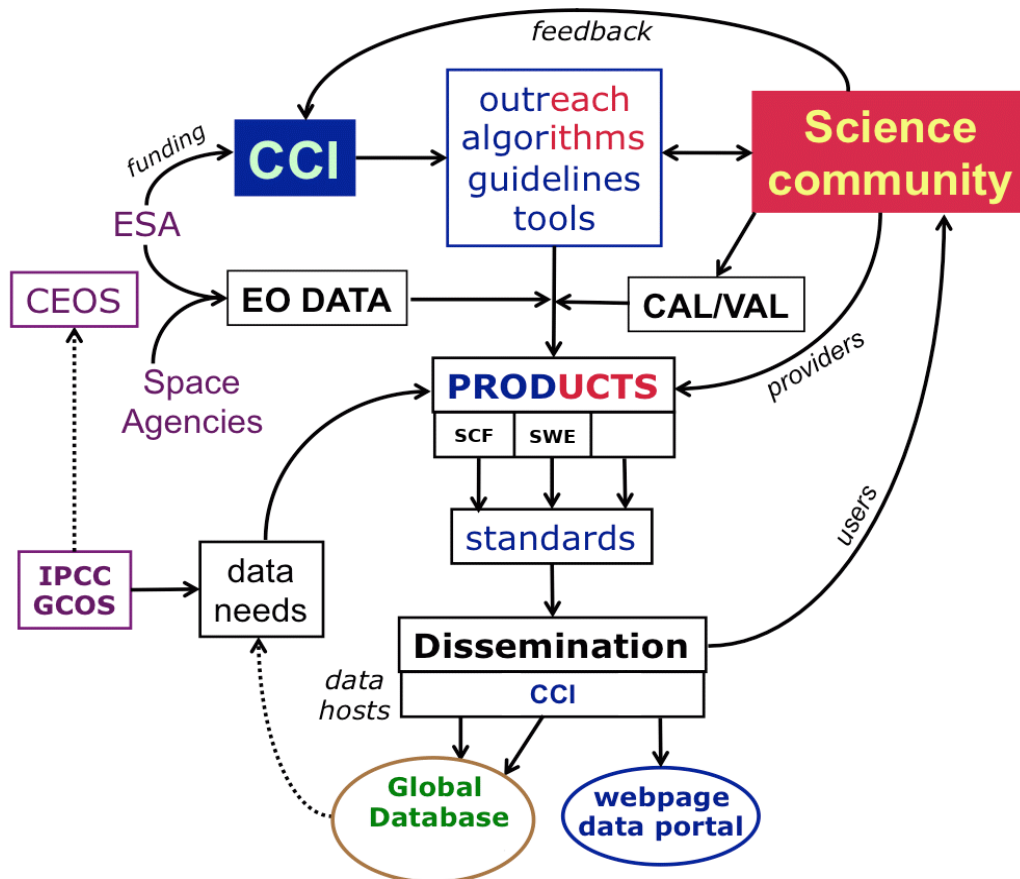 feedback
outreach
algorithms
guidelines
tools
Science
community
funding
CCI
ESA
CEOS
EO DATA
CAL/VAL
Space
Agencies
PRODUCTS
providers
SCF
SWE
standards
users
IPCC
GCOS
data
needs
Dissemination
data
hosts
CCI
Global
Database
webpage
data portal